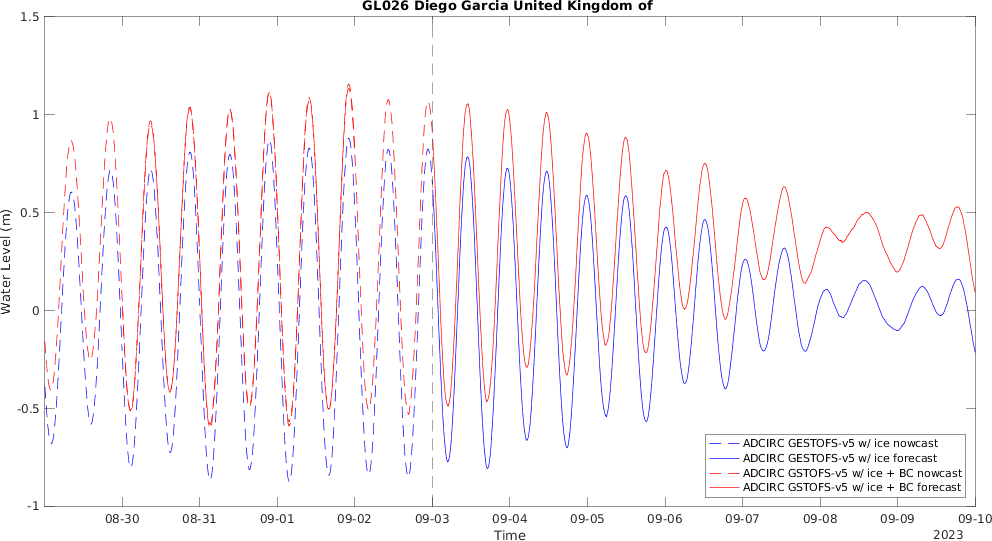 GL026 Diego Garcia United Kingdom of
1.5
1
0.5
0
-0.5
-1
Water Level (m)
08-30
08-31
09-01
09-02
09-03
09-04
09-05
09-06
09-07
09-08
09-09
09-10
Time
2023
ADCIRC GESTOFS-v5 w/ ice nowcast
ADCIRC GESTOFS-v5 w/ ice forecast
ADCIRC GSTOFS-v5 w/ ice + BC nowcast
ADCIRC GSTOFS-v5 w/ ice + BC forecast